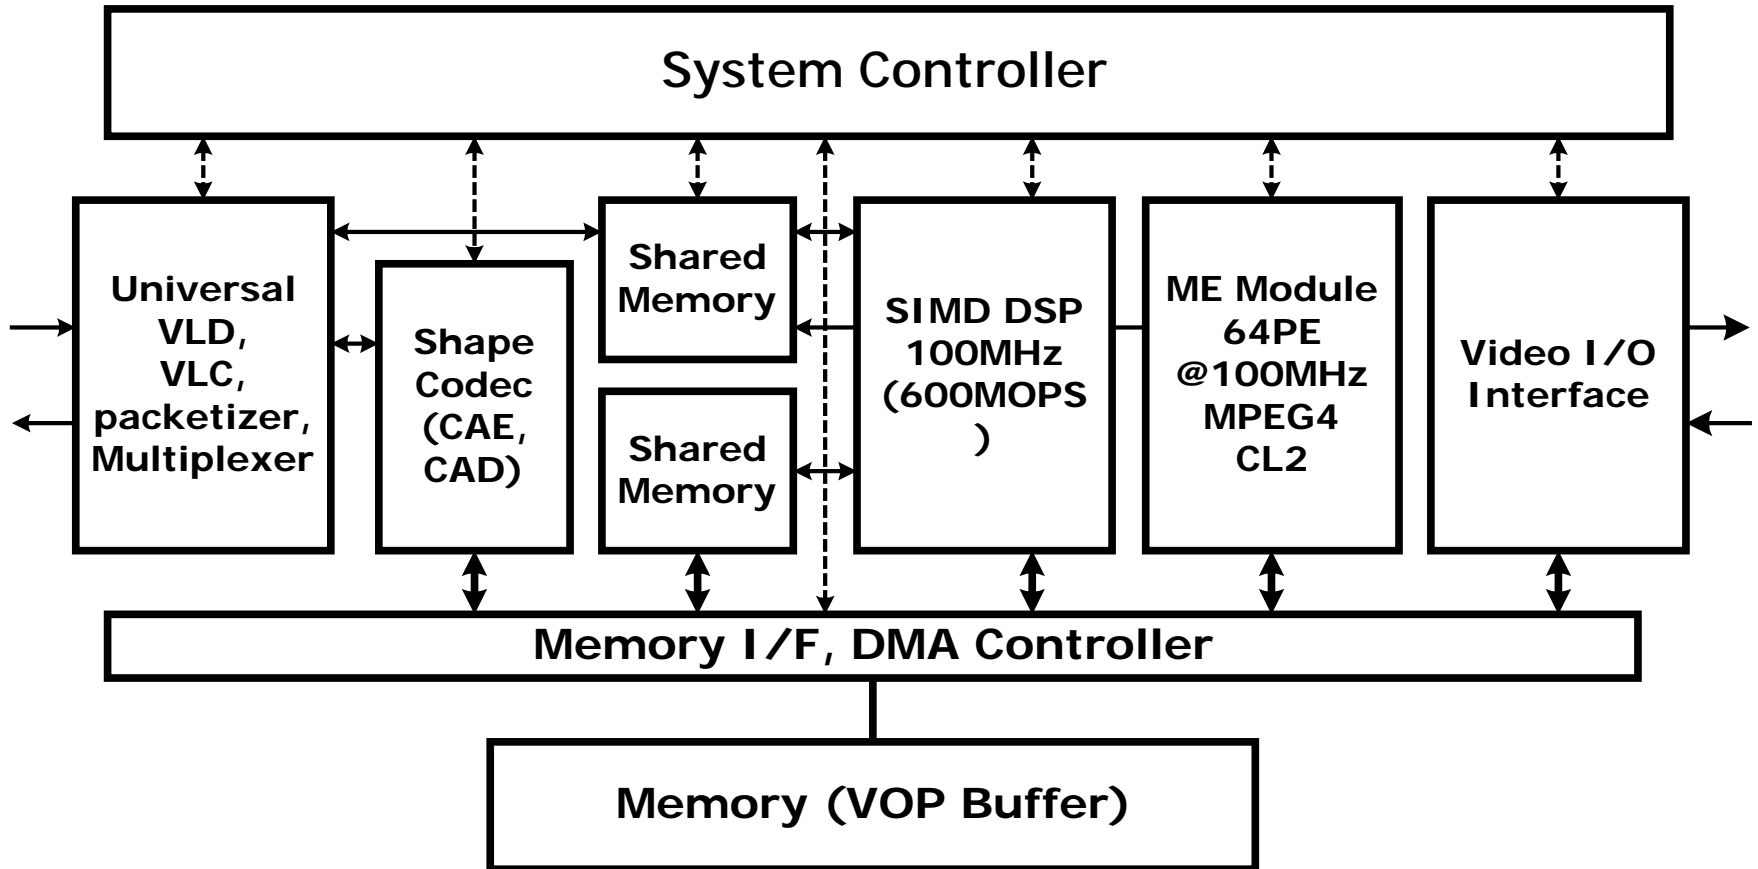 System Controller
Universal
VLD,
VLC,
packetizer,
Multiplexer
Shape
Codec
(CAE,
CAD)
Shared
Memory
Shared
Memory
SIMD DSP
100MHz
(600MOPS
)
ME Module
64PE
@100MHz
MPEG4
CL2
Video I/O
Interface
Memory I/F, DMA Controller
Memory (VOP Buffer)